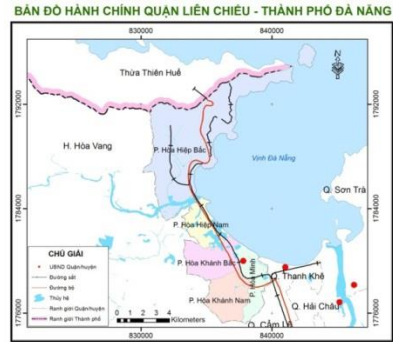 BẢN ĐỒ HÀNH CHÍNH QUẬN LIÊN CHIỂU - THÀNH PHỐ ĐÀ NẴNG
830000 840000
N
Thừa Thiên Huế
1792000 1792000
H. Hòa Vang
P. Hòa Hiệp Bắc
Vịnh Đà Nẵng
Q. Sơn Trà
1784000 1784000
P. Hòa Hiệp Nam
CHÚ GIẢI
UBND Quận/huyện
Đường sắt
Đường bộ
Thủy hệ
Ranh giới Quận/huyện
Ranh giới Thành phố
P. Hòa Khánh Bắc
P. Hòa Minh
Q. Thanh Khê
P. Hòa Khánh Nam
Q. Hải Châu
Q. Cẩm Lệ
0 1 2 4
Kilometers
1776000 1776000
830000 840000